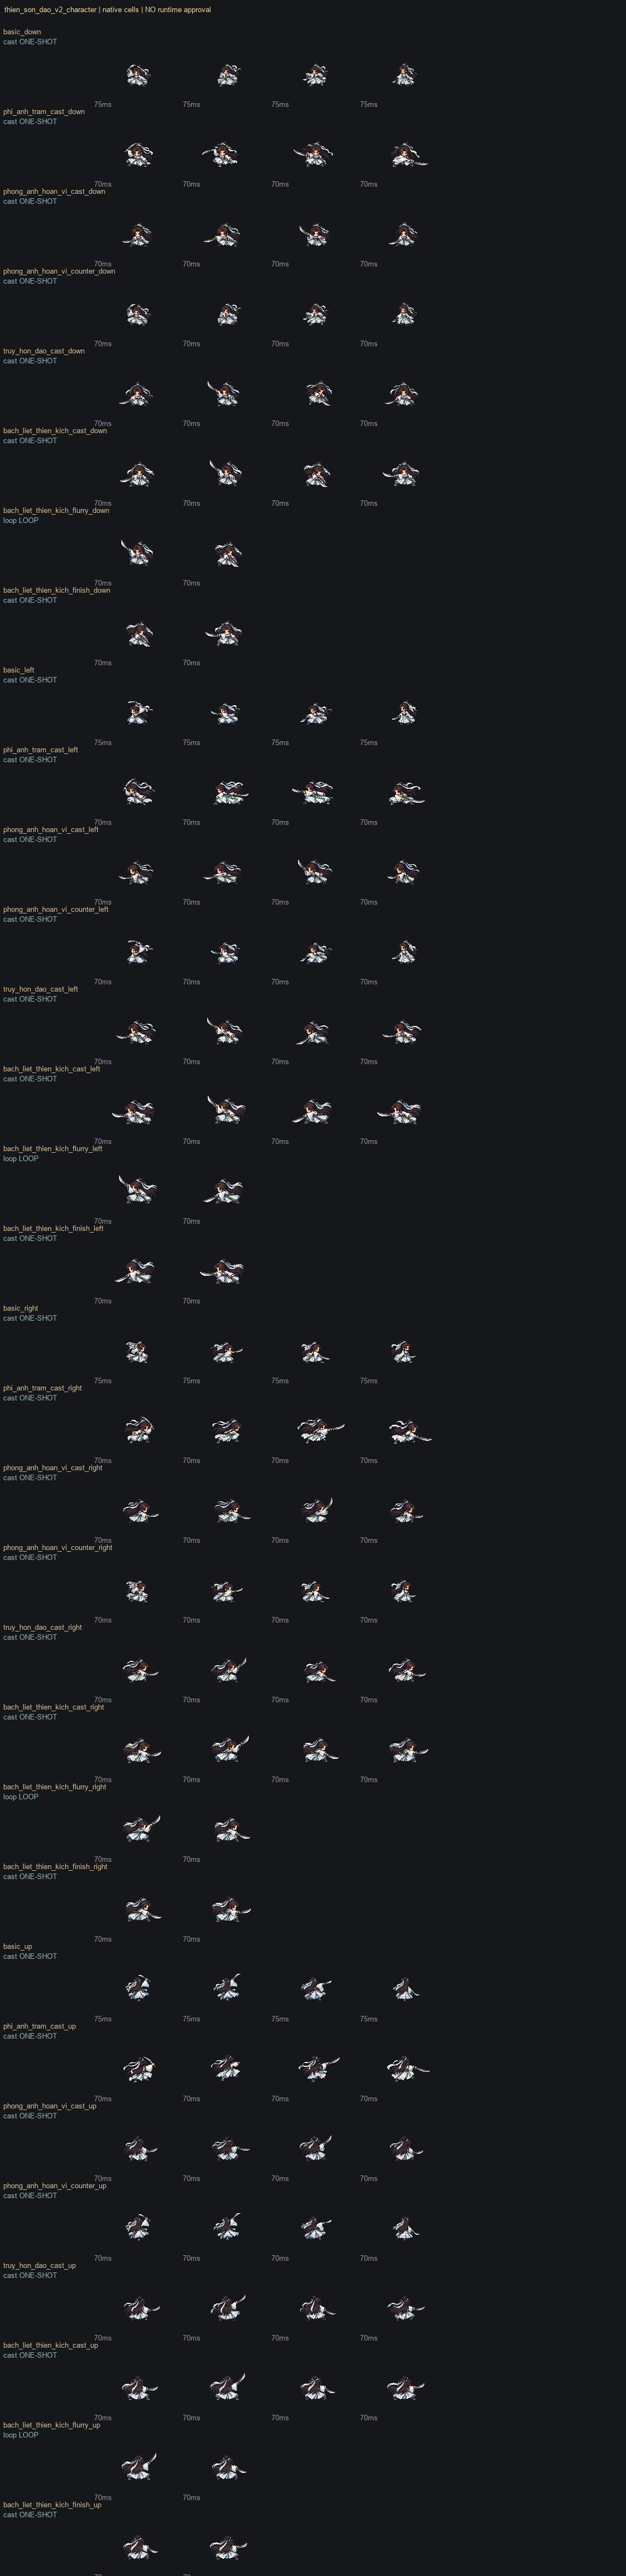 thien_son_dao_v2_character | native cells | NO runtime approval
basic_down
cast ONE-SHOT
75ms 75ms 75ms 75ms
phi_anh_tram_cast_down
cast ONE-SHOT
70ms 70ms 70ms 70ms
phong_anh_hoan_vi_cast_down
cast ONE-SHOT
70ms 70ms 70ms 70ms
phong_anh_hoan_vi_counter_down
cast ONE-SHOT
70ms 70ms 70ms 70ms
truy_hon_dao_cast_down
cast ONE-SHOT
70ms 70ms 70ms 70ms
bach_liet_thien_kich_cast_down
cast ONE-SHOT
70ms 70ms 70ms 70ms
bach_liet_thien_kich_flurry_down
loop LOOP
70ms 70ms
bach_liet_thien_kich_finish_down
cast ONE-SHOT
70ms 70ms
basic_left
cast ONE-SHOT
75ms 75ms 75ms 75ms
phi_anh_tram_cast_left
cast ONE-SHOT
70ms 70ms 70ms 70ms
phong_anh_hoan_vi_cast_left
cast ONE-SHOT
70ms 70ms 70ms 70ms
phong_anh_hoan_vi_counter_left
cast ONE-SHOT
70ms 70ms 70ms 70ms
truy_hon_dao_cast_left
cast ONE-SHOT
70ms 70ms 70ms 70ms
bach_liet_thien_kich_cast_left
cast ONE-SHOT
70ms 70ms 70ms 70ms
bach_liet_thien_kich_flurry_left
loop LOOP
70ms 70ms
bach_liet_thien_kich_finish_left
cast ONE-SHOT
70ms 70ms
basic_right
cast ONE-SHOT
75ms 75ms 75ms 75ms
phi_anh_tram_cast_right
cast ONE-SHOT
70ms 70ms 70ms 70ms
phong_anh_hoan_vi_cast_right
cast ONE-SHOT
70ms 70ms 70ms 70ms
phong_anh_hoan_vi_counter_right
cast ONE-SHOT
70ms 70ms 70ms 70ms
truy_hon_dao_cast_right
cast ONE-SHOT
70ms 70ms 70ms 70ms
bach_liet_thien_kich_cast_right
cast ONE-SHOT
70ms 70ms 70ms 70ms
bach_liet_thien_kich_flurry_right
loop LOOP
70ms 70ms
bach_liet_thien_kich_finish_right
cast ONE-SHOT
70ms 70ms
basic_up
cast ONE-SHOT
75ms 75ms 75ms 75ms
phi_anh_tram_cast_up
cast ONE-SHOT
70ms 70ms 70ms 70ms
phong_anh_hoan_vi_cast_up
cast ONE-SHOT
70ms 70ms 70ms 70ms
phong_anh_hoan_vi_counter_up
cast ONE-SHOT
70ms 70ms 70ms 70ms
truy_hon_dao_cast_up
cast ONE-SHOT
70ms 70ms 70ms 70ms
bach_liet_thien_kich_cast_up
cast ONE-SHOT
70ms 70ms 70ms 70ms
bach_liet_thien_kich_flurry_up
loop LOOP
70ms 70ms
bach_liet_thien_kich_finish_up
cast ONE-SHOT